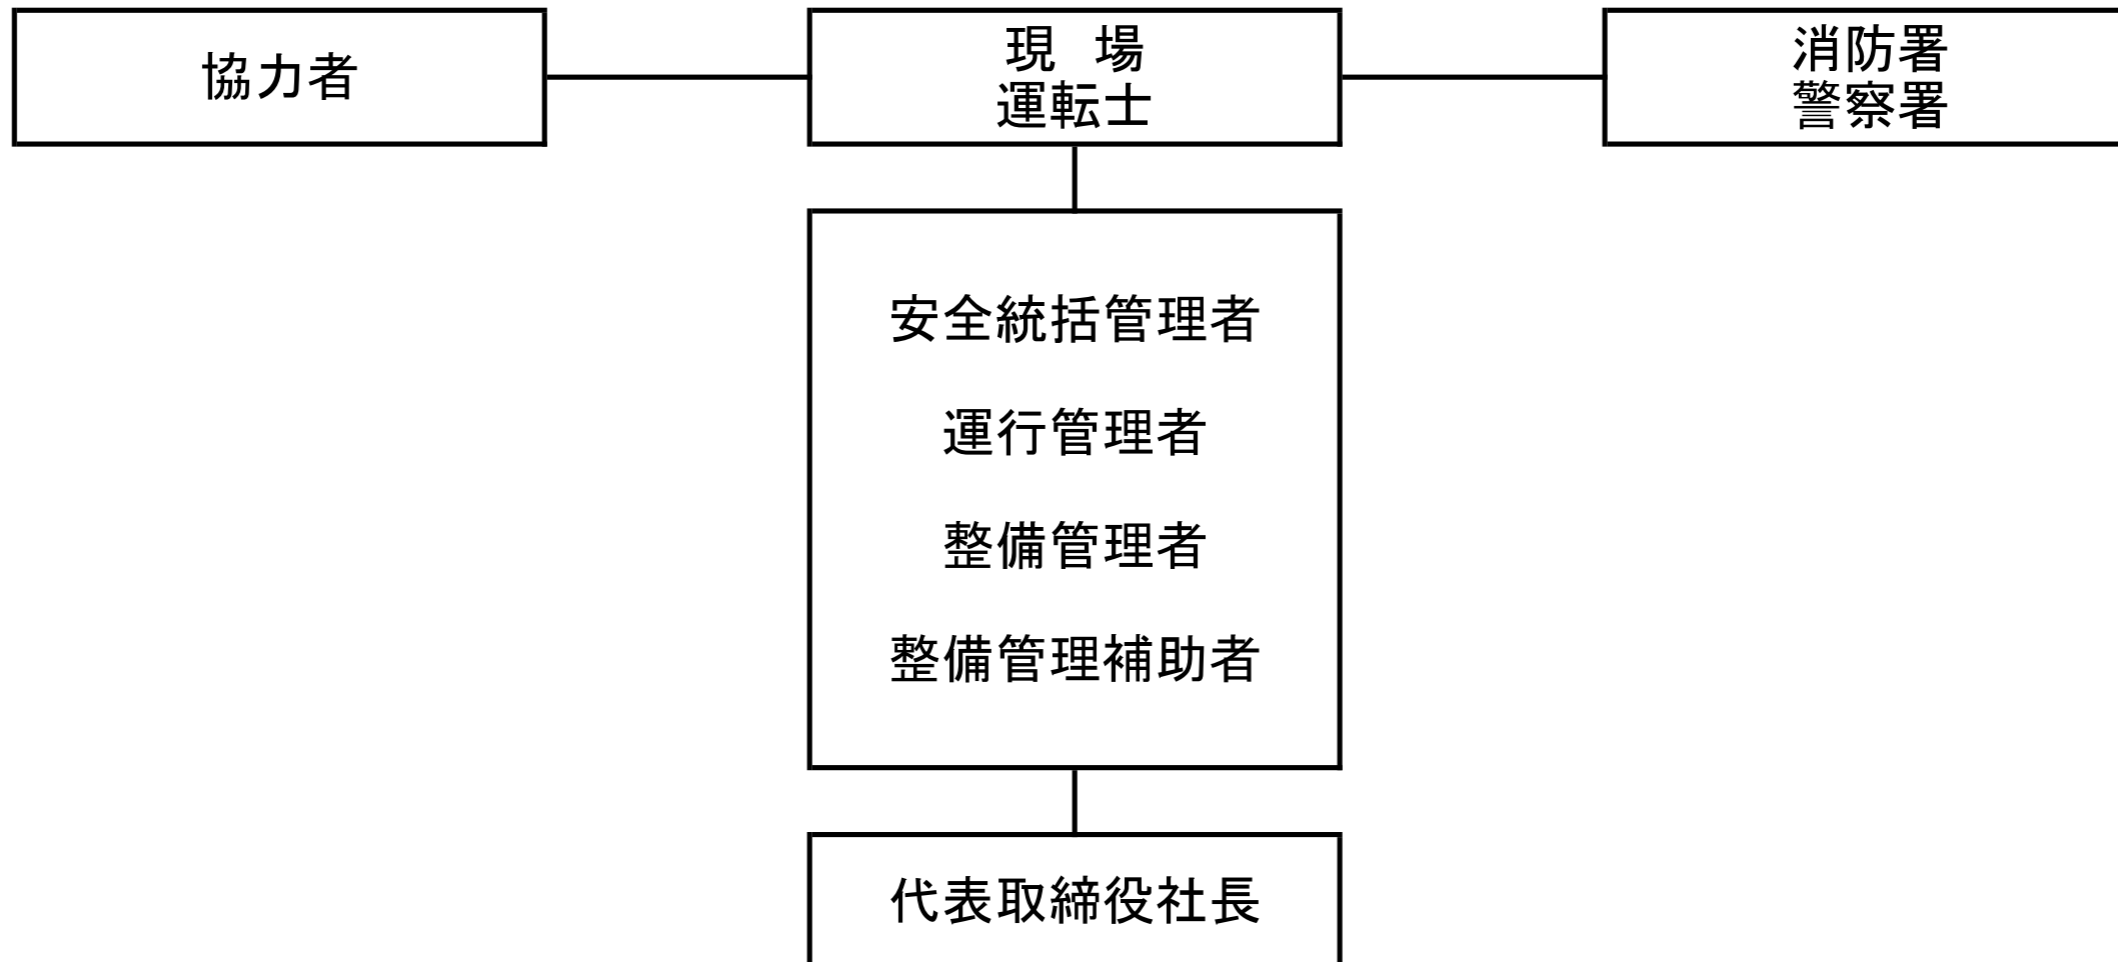 協力者
現　場
運転士
消防署
警察署
安全統括管理者
運行管理者
整備管理者
整備管理補助者
代表取締役社長